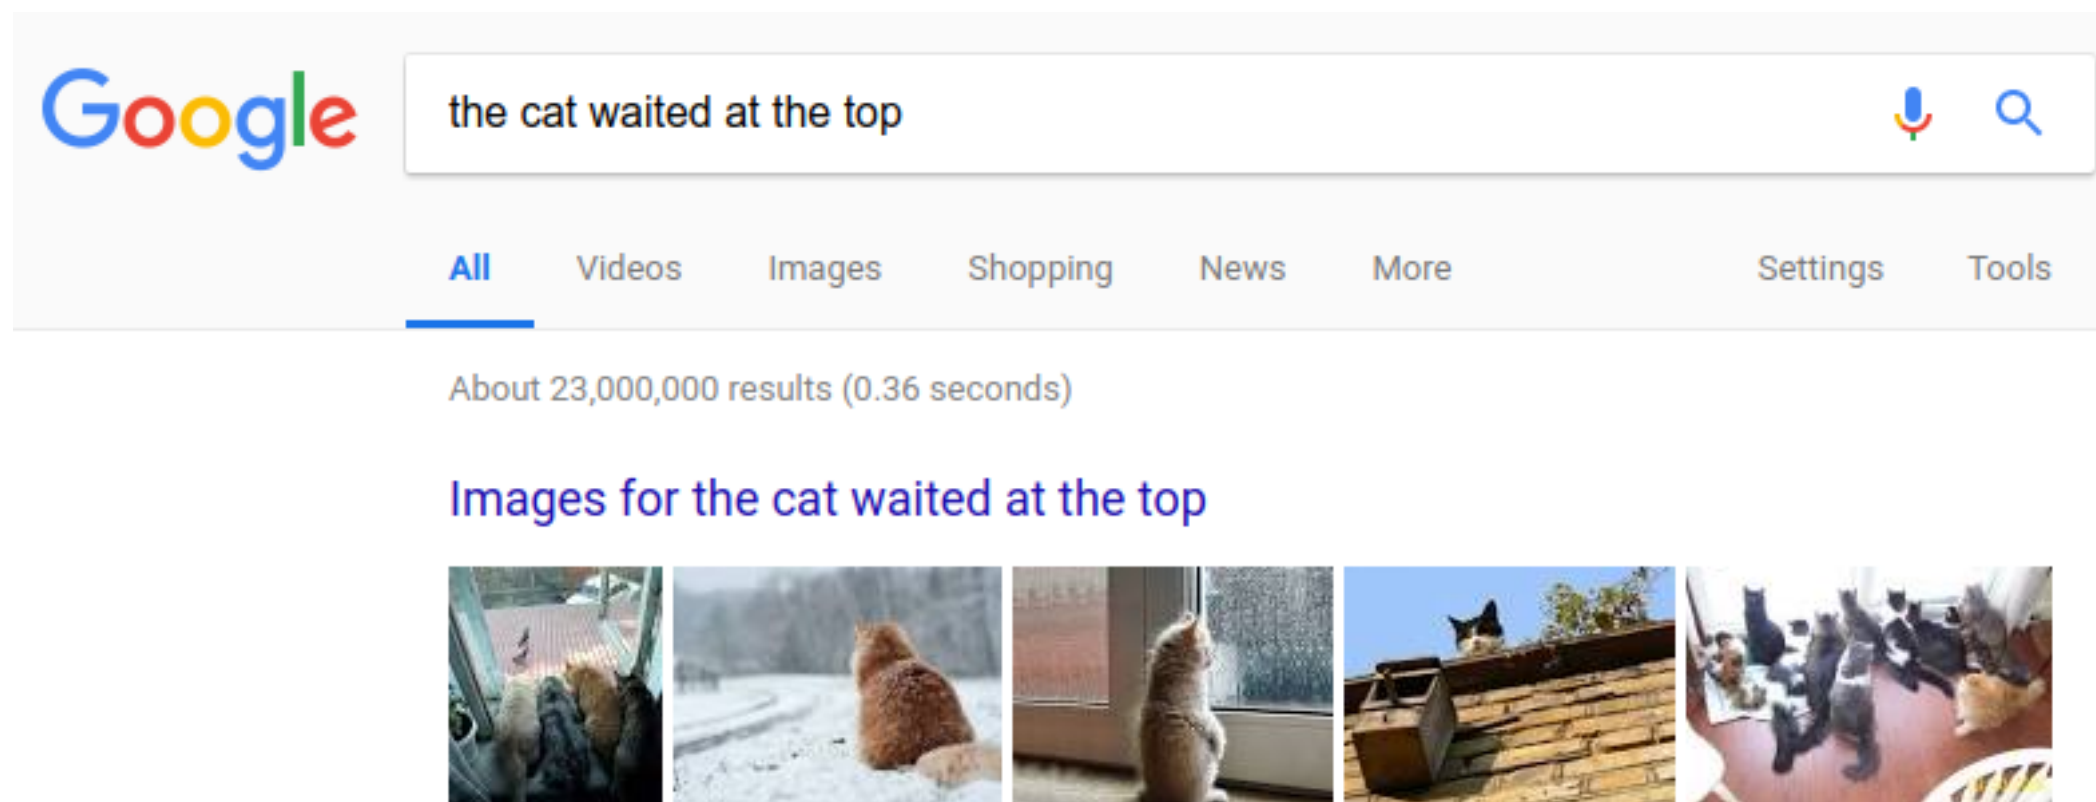 Google
the cat waited at the top
All Videos Images Shopping News More Settings Tools
About 23,000,000 results (0.36 seconds)
Images for the cat waited at the top